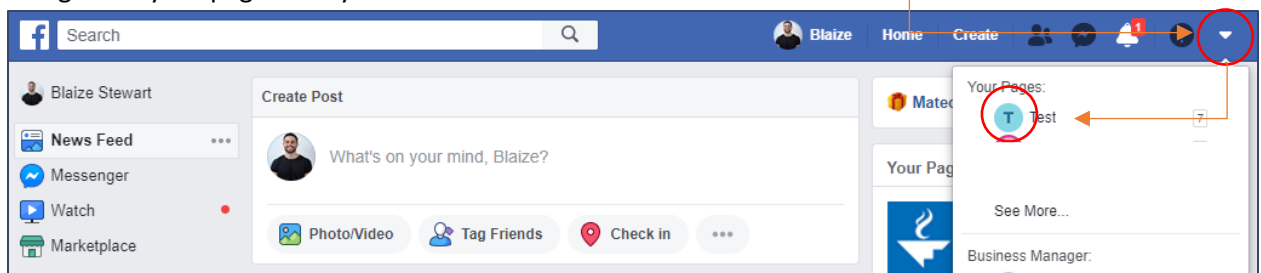 f Search Blaize Home Create 1
Blaize Stewart
News Feed
Messenger
Watch
Marketplace
Create Post
What's on your mind, Blaize?
Photo/Video Tag Friends Check in
Your Pag
Your Pages:
T Test 7
See More...
Business Manager: